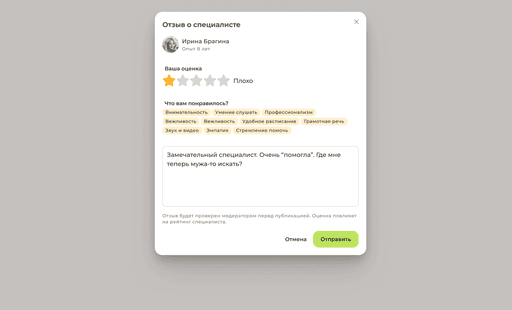 Отзыв о специалисте
Ирина Брагина
Опыт 8 лет
Ваша оценка
Плохо
Что вам понравилось?
Внимательность Умение слушать Профессионализм
Вежливость Вежливость Удобное расписание Грамотная речь
Звук и видео Эмпатия Стремление помочь
Замечательный специалист. Очень “помогла”. Где мне
теперь мужа-то искать?
Отзыв будет проверен модератором перед публикацией. Оценка повлияет
на рейтинг специалиста.
Отмена Отправить